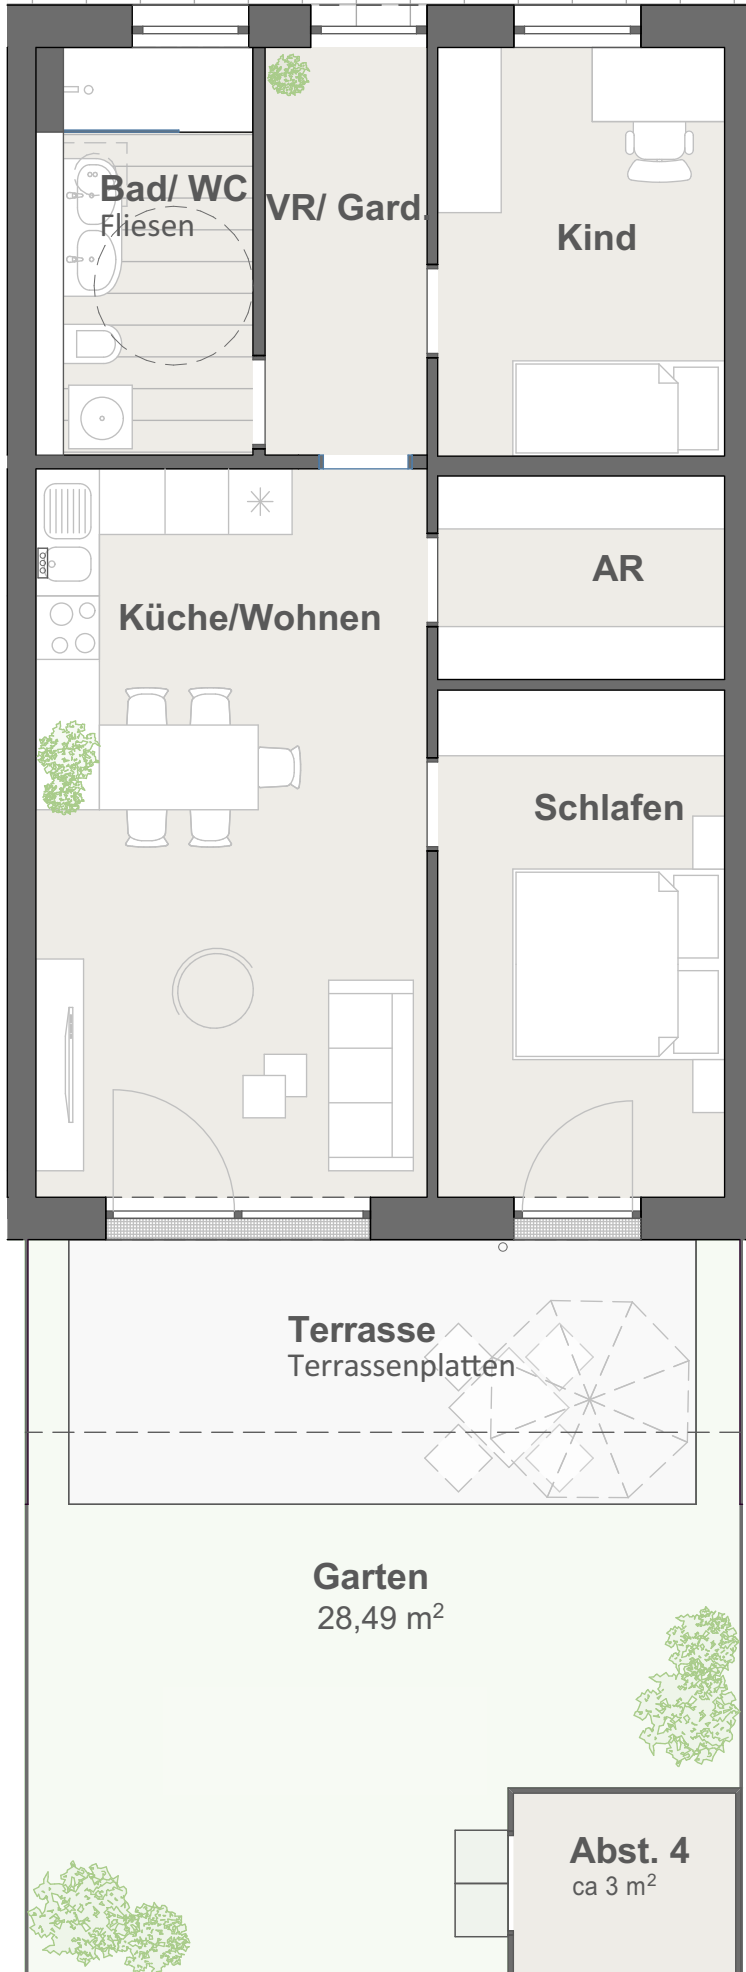 Bad/ WC
Fliesen
VR/ Gard.
Kind
Küche/Wohnen
AR
Schlafen
Terrasse
Terrassenplatten
Garten
28,49 m²
Abst. 4
ca 3 m²